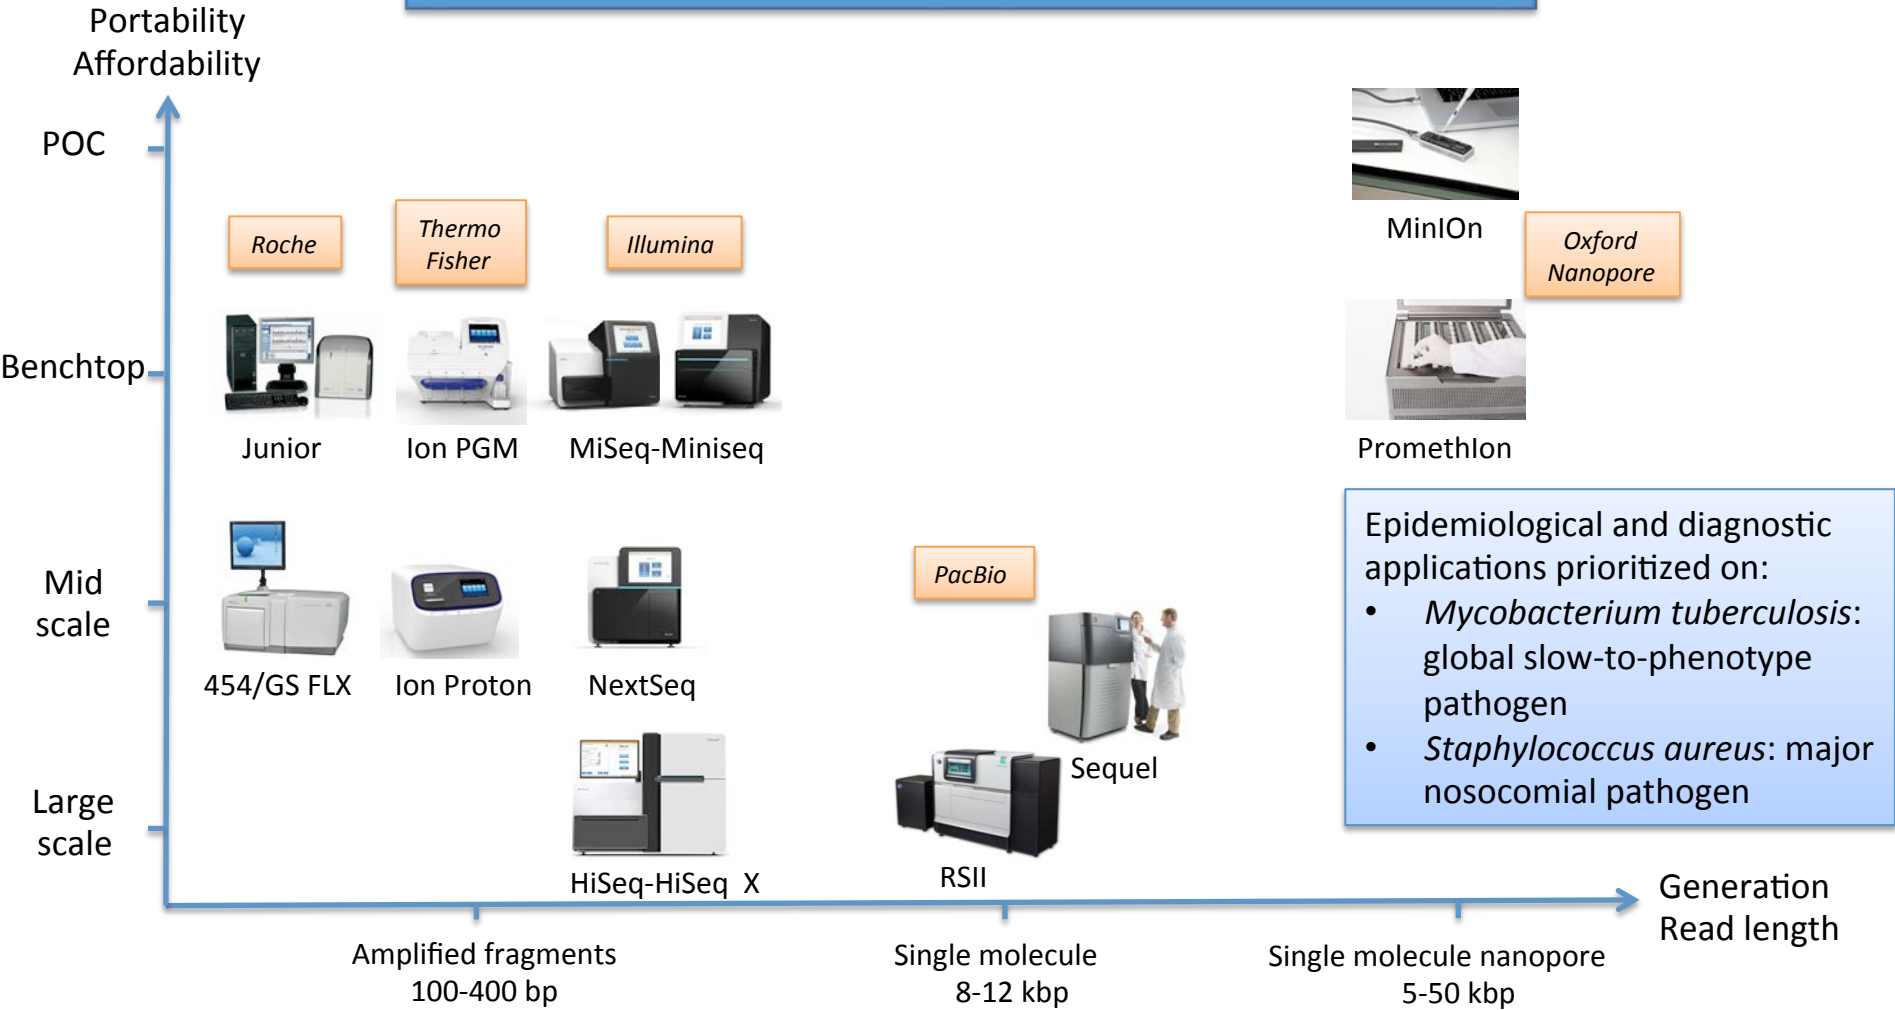 Portability
Affordability
POC
Benchtop
Mid
scale
Large
scale
Roche
Thermo
Fisher
Illumina
MinIOn
Oxford
Nanopore
Junior
Ion PGM
MiSeq-Miniseq
PromethIon
PacBio
454/GS FLX
Ion Proton
NextSeq
Sequel
HiSeq-HiSeq X
RSII
Epidemiological and diagnostic
applications prioritized on:
• Mycobacterium tuberculosis:
global slow-to-phenotype
pathogen
• Staphylococcus aureus: major
nosocomial pathogen
Generation
Read length
Amplified fragments
100-400 bp
Single molecule
8-12 kbp
Single molecule nanopore
5-50 kbp